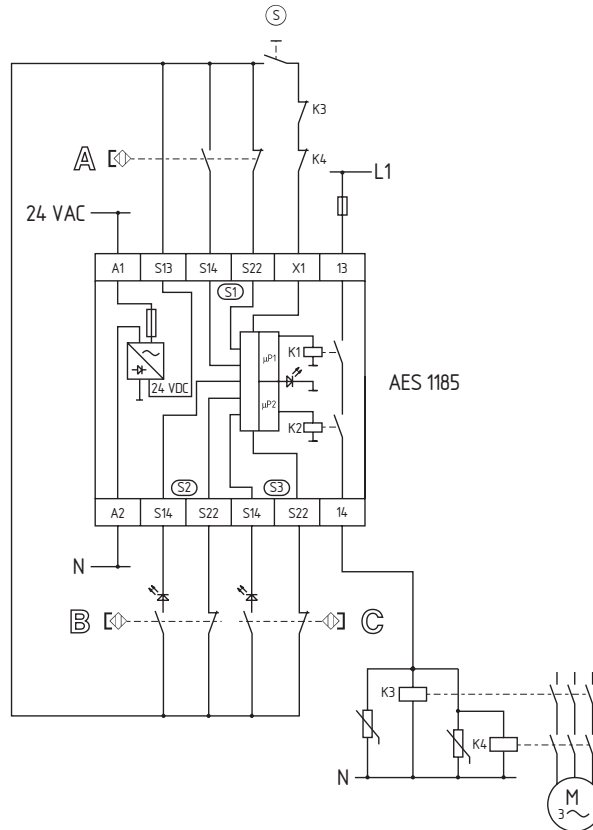 S
K3
A
K4
L1
24 VAC
A1 S13 S14 S22 X1 13
S1
µP1
K1
24 VDC
AES 1185
µP2
K2
S2 S3
A2 S14 S22 S14 S22 14
N
B C
K3
K4
N
M
3